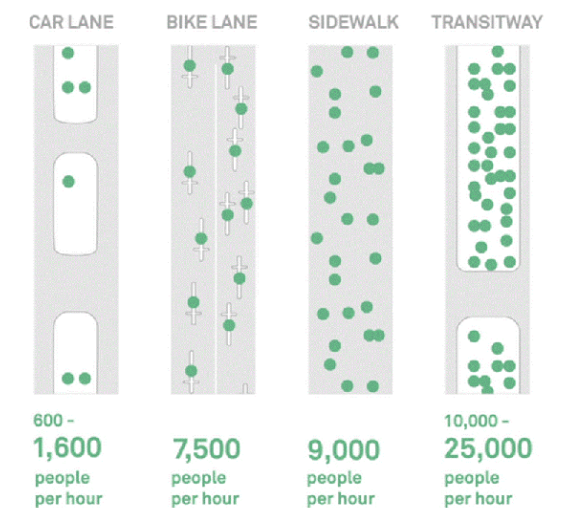 CAR LANE
BIKE LANE
SIDEWALK
TRANSITWAY
600 -
1,600
people
per hour
7,500
people
per hour
9,000
people
per hour
10,000 -
25,000
people
per hour